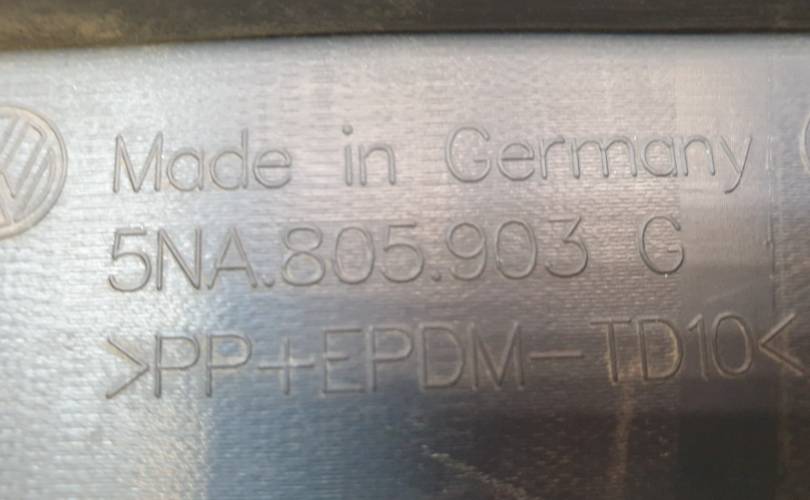 Made in Germany
5NA.805.903 G
>PP+EPDM-TD10<